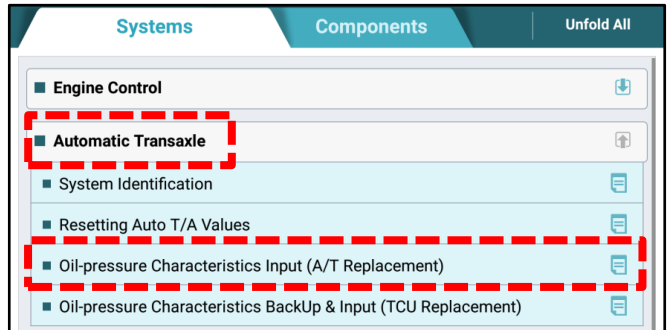 Systems Components Unfold All
Engine Control
Automatic Transaxle
System Identification
Resetting Auto T/A Values
Oil-pressure Characteristics Input (A/T Replacement)
Oil-pressure Characteristics BackUp & Input (TCU Replacement)